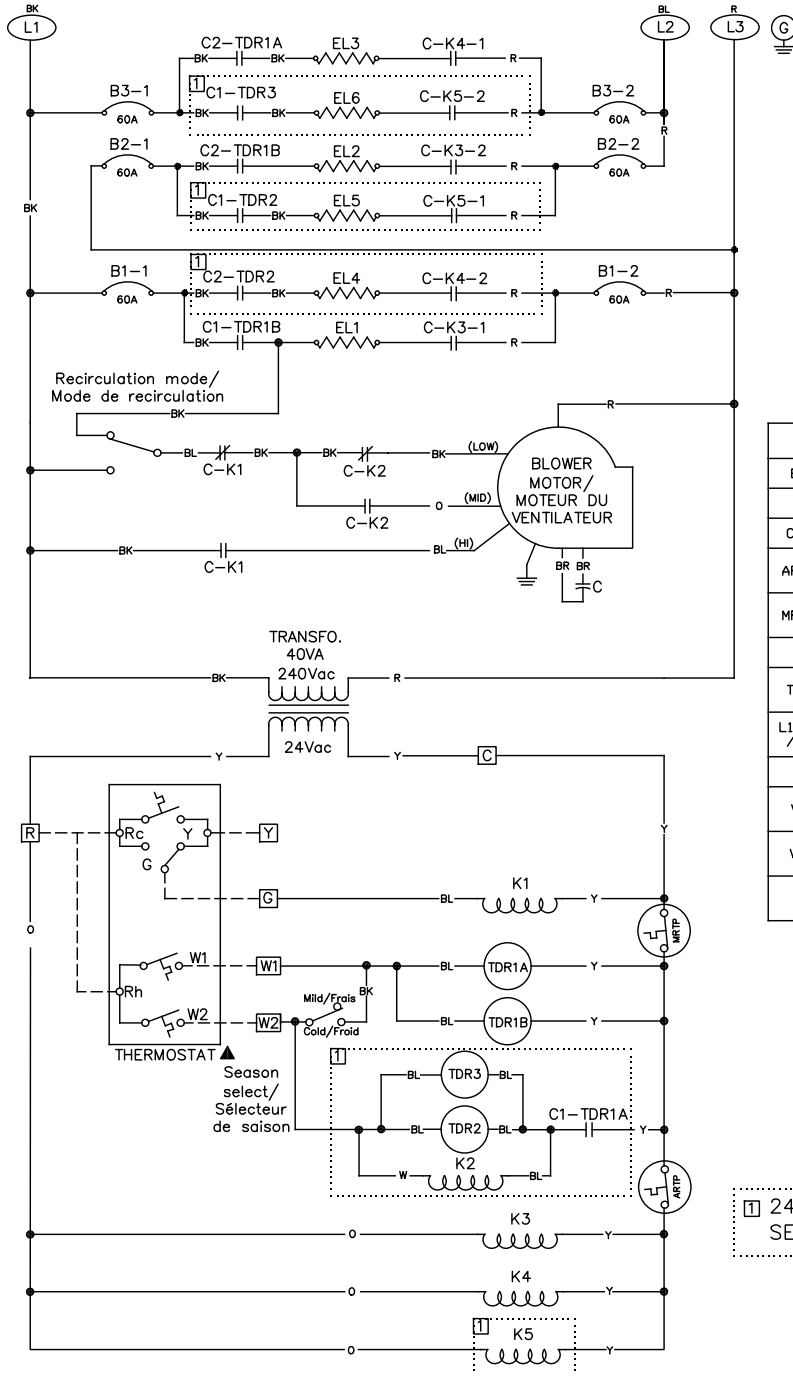 BK
L1
BL
L2
R
L3
G
C2-TDR1A EL3 C-K4-1
BK BK R
1
B3-1 C1-TDR3 EL6 C-K5-2 B3-2
BK BK R
60A 60A
R
B2-1 C2-TDR1B EL2 C-K3-2 B2-2
BK BK R
60A 60A
1
C1-TDR2 EL5 C-K5-1
BK BK R
BK
1
B1-1 C2-TDR2 EL4 C-K4-2 B1-2
BK BK R R
60A 60A
C1-TDR1B EL1 C-K3-1
BK R
Recirculation mode/
Mode de recirculation
BK
R
BL BK BK BK (LOW)
C-K1 C-K2
O (MID)
C-K2
BK BL (HI)
C-K1
BLOWER
MOTOR/
MOTEUR DU
VENTILATEUR
BR BR
C
TRANSFO.
40VA
240Vac
BK R
24Vac
Y Y C
Y
R
Rc Y Y
G
G BL K1 Y
MRTP
O
W1 W1 BL TDR1A Y
BK
Rh
Mild/Frais
W2 W2 BL TDR1B Y
Cold/Froid
THERMOSTAT
Season
select/
Sélecteur
de saison
1
BL TDR3 BL
C1-TDR1A
BL TDR2 BL Y
K2
W BL
ARTP
K3
O Y
K4
O Y
1
K5
O Y
1 24
SE